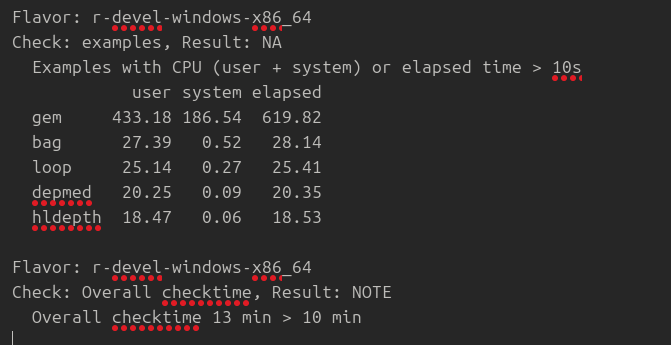 Flavor: r-devel-windows-x86_64
Check: examples, Result: NA
Examples with CPU (user + system) or elapsed time > 10s
user system elapsed
gem 433.18 186.54 619.82
bag 27.39 0.52 28.14
loop 25.14 0.27 25.41
depmed 20.25 0.09 20.35
hldepth 18.47 0.06 18.53
Flavor: r-devel-windows-x86_64
Check: Overall checktime, Result: NOTE
Overall checktime 13 min > 10 min